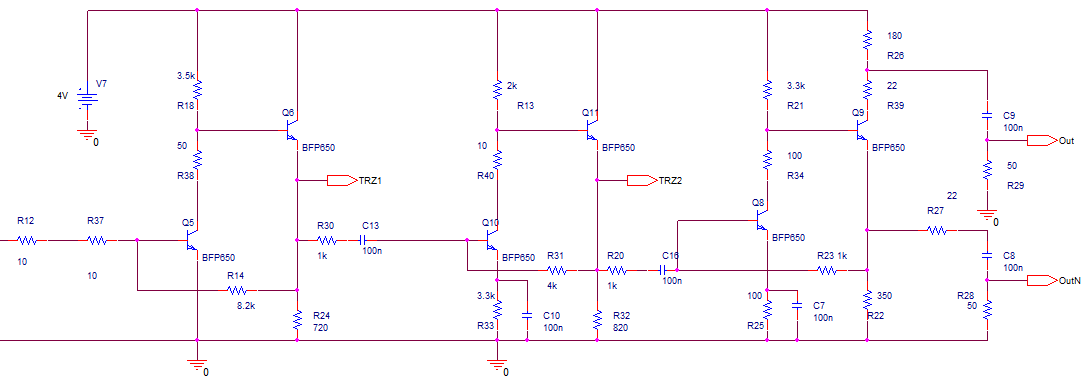 180
R26
V7
4V
0
3.5k
R18
Q6
BFP650
50
R38
TRZ1
Q5
BFP650
R12
10
R37
10
R14
8.2k
R30
1k
C13
100n
R24
720
0
2k
R13
Q11
BFP650
10
R40
TRZ2
Q10
BFP650
R31
4k
R20
1k
C16
100n
3.3k
R33
C10
100n
R32
820
0
3.3k
R21
Q9
BFP650
22
R39
100
R34
Q8
BFP650
R23 1k
100
R25
C7
100n
350
R22
C9
100n
Out
50
R29
0
22
R27
C8
100n
OutN
R28
50